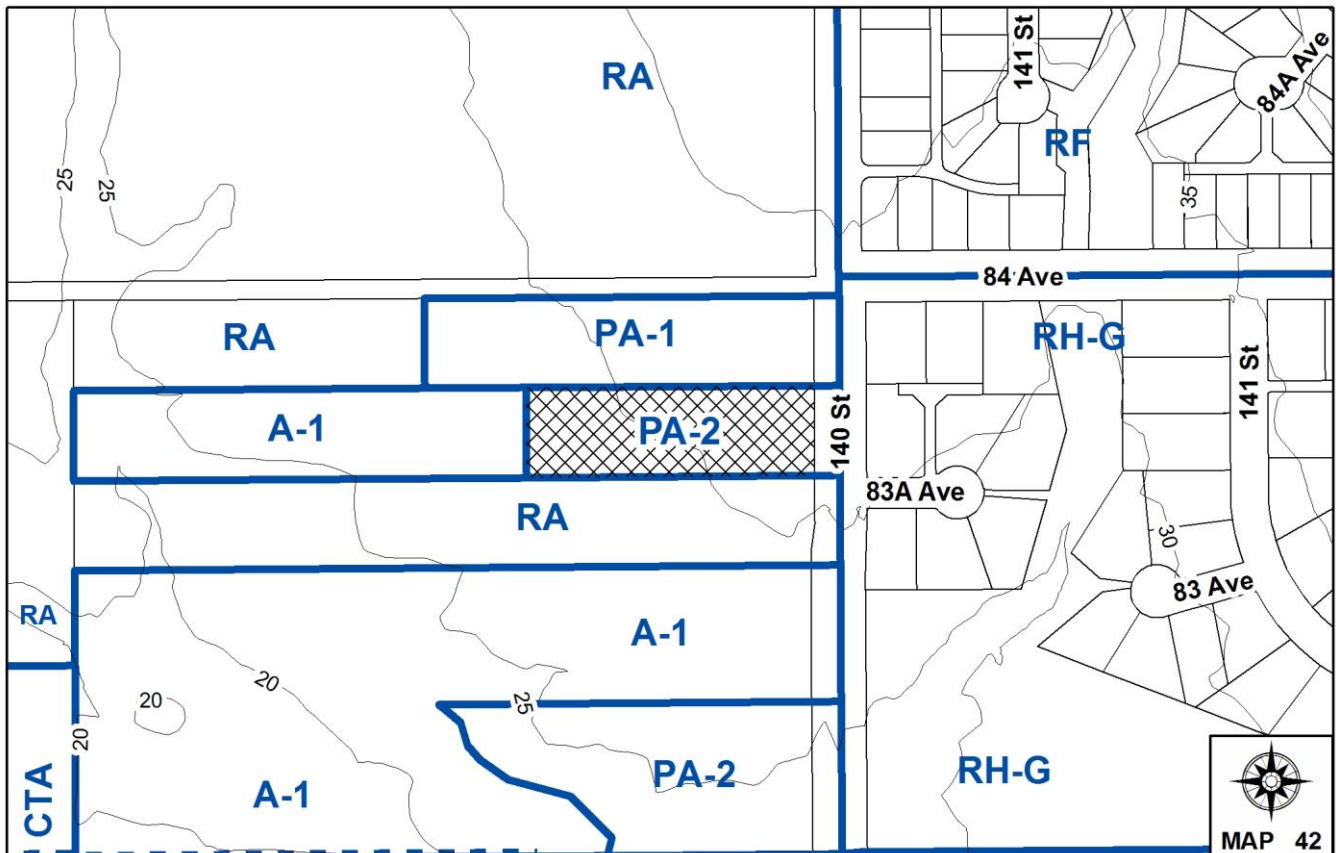 RA
141 St
84A Ave
RF
25
25
35
84 Ave
RA
PA-1
RH-G
141 St
A-1
PA-2
140 St
83A Ave
RA
30
83 Ave
RA
A-1
20
25
20
20
PA-2
RH-G
A-1
CTA
MAP 42